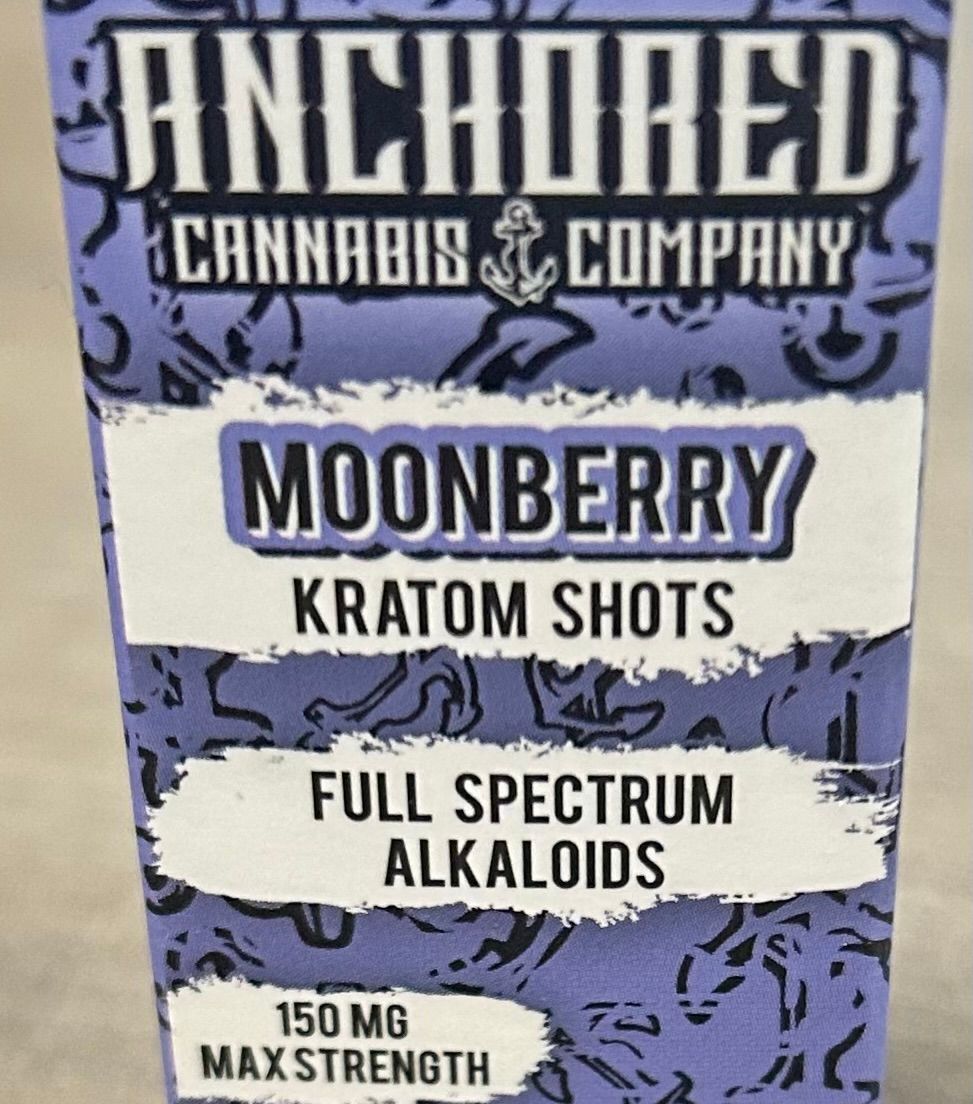 ANCHORED
CANNABIS COMPANY
MOONBERRY
KRATOM SHOTS
FULL SPECTRUM
ALKALOIDS
150 MG
MAX STRENGTH